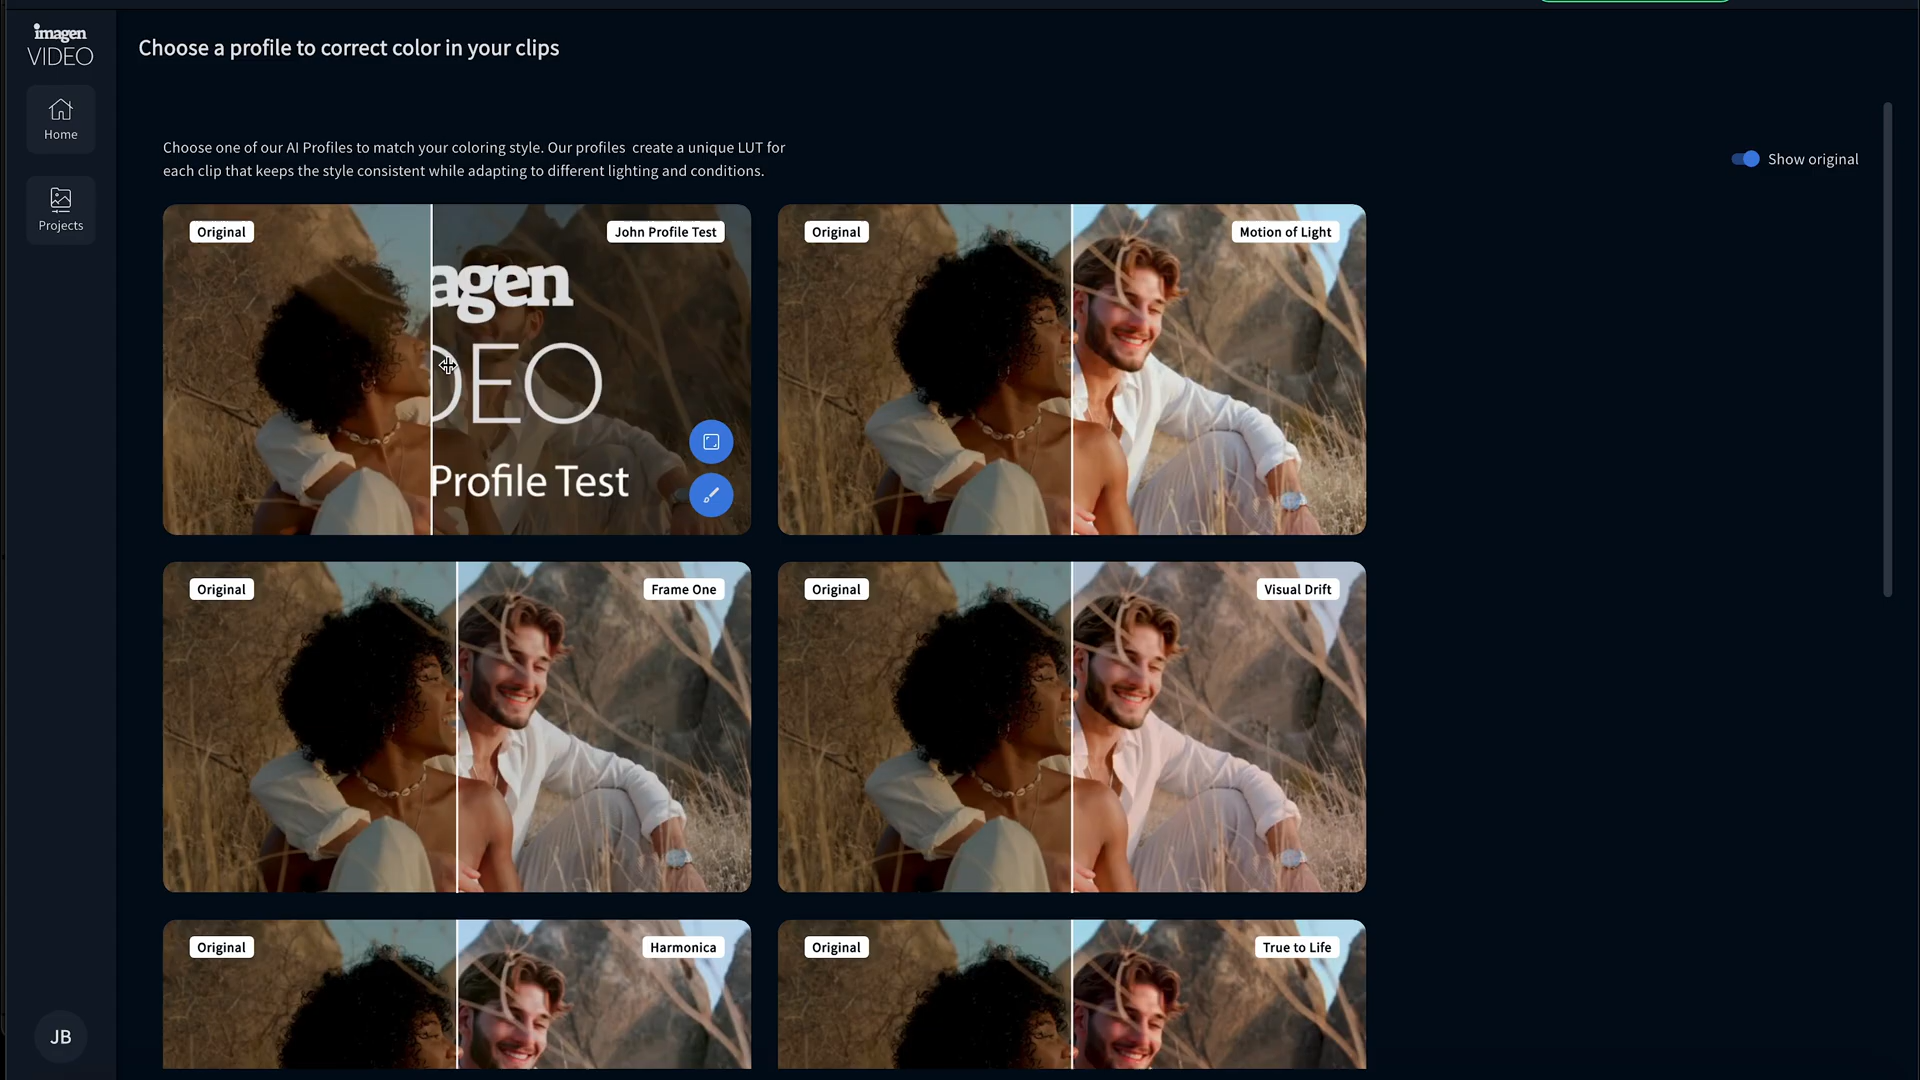 imagen
VIDEO
Home
Projects
JB
Choose a profile to correct color in your clips
Choose one of our AI Profiles to match your coloring style. Our profiles create a unique LUT for
each clip that keeps the style consistent while adapting to different lighting and conditions.
Show original
Original
John Profile Test
agen
DEO
Profile Test
Original
Motion of Light
Original
Frame One
Original
Visual Drift
Original
Harmonica
Original
True to Life